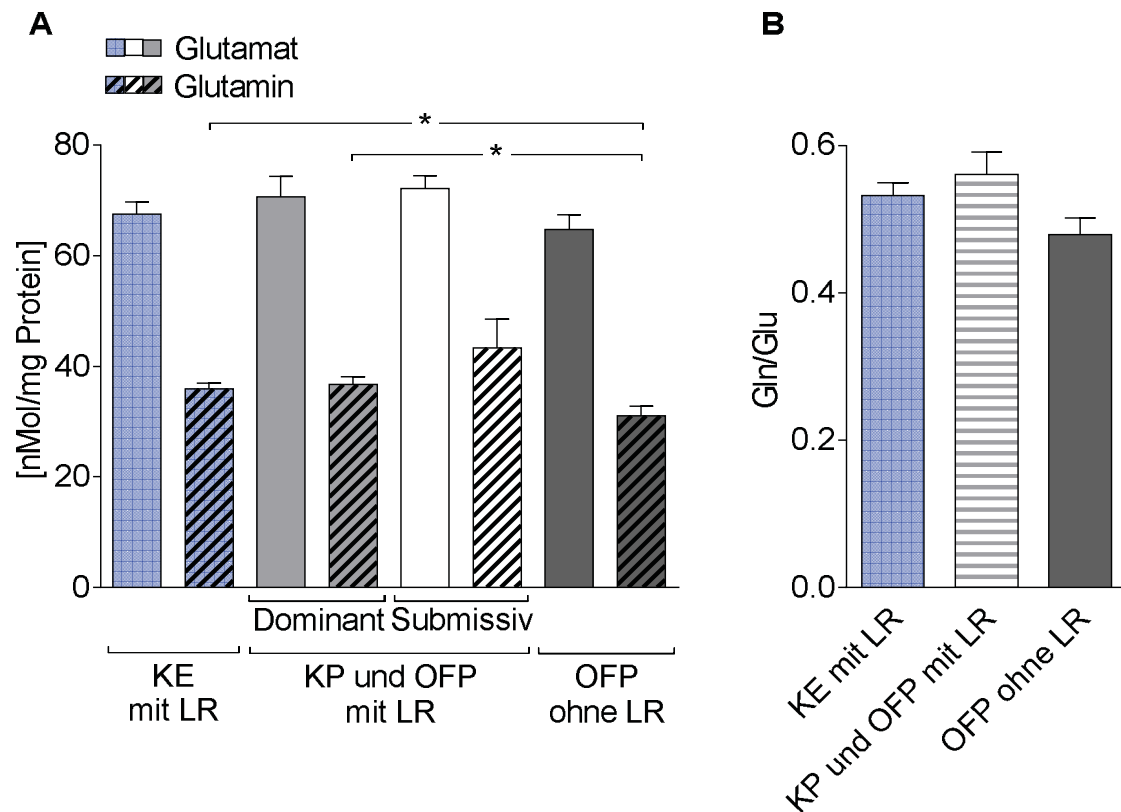 A
Glutamat
Glutamin
*
*
[nMol/mg Protein]
80
60
40
20
0
Dominant Submissiv
KE
mit LR
KP und OFP
mit LR
OFP
ohne LR
B
Gln/Glu
0.6
0.4
0.2
0.0
KE mit LR
KP und OFP mit LR
OFP ohne LR